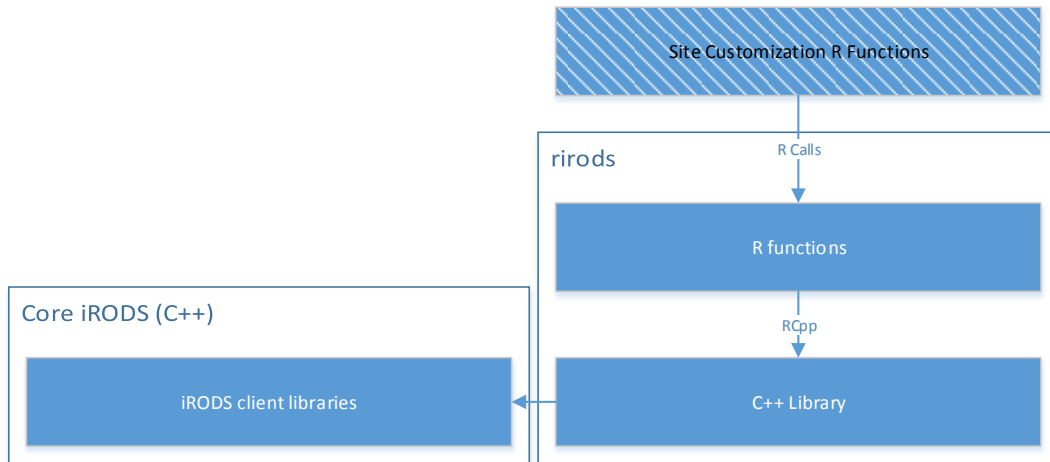 Site Customization R Functions
R Calls
rirods
R functions
RCpp
Core iRODS (C++)
iRODS client libraries
C++ Library